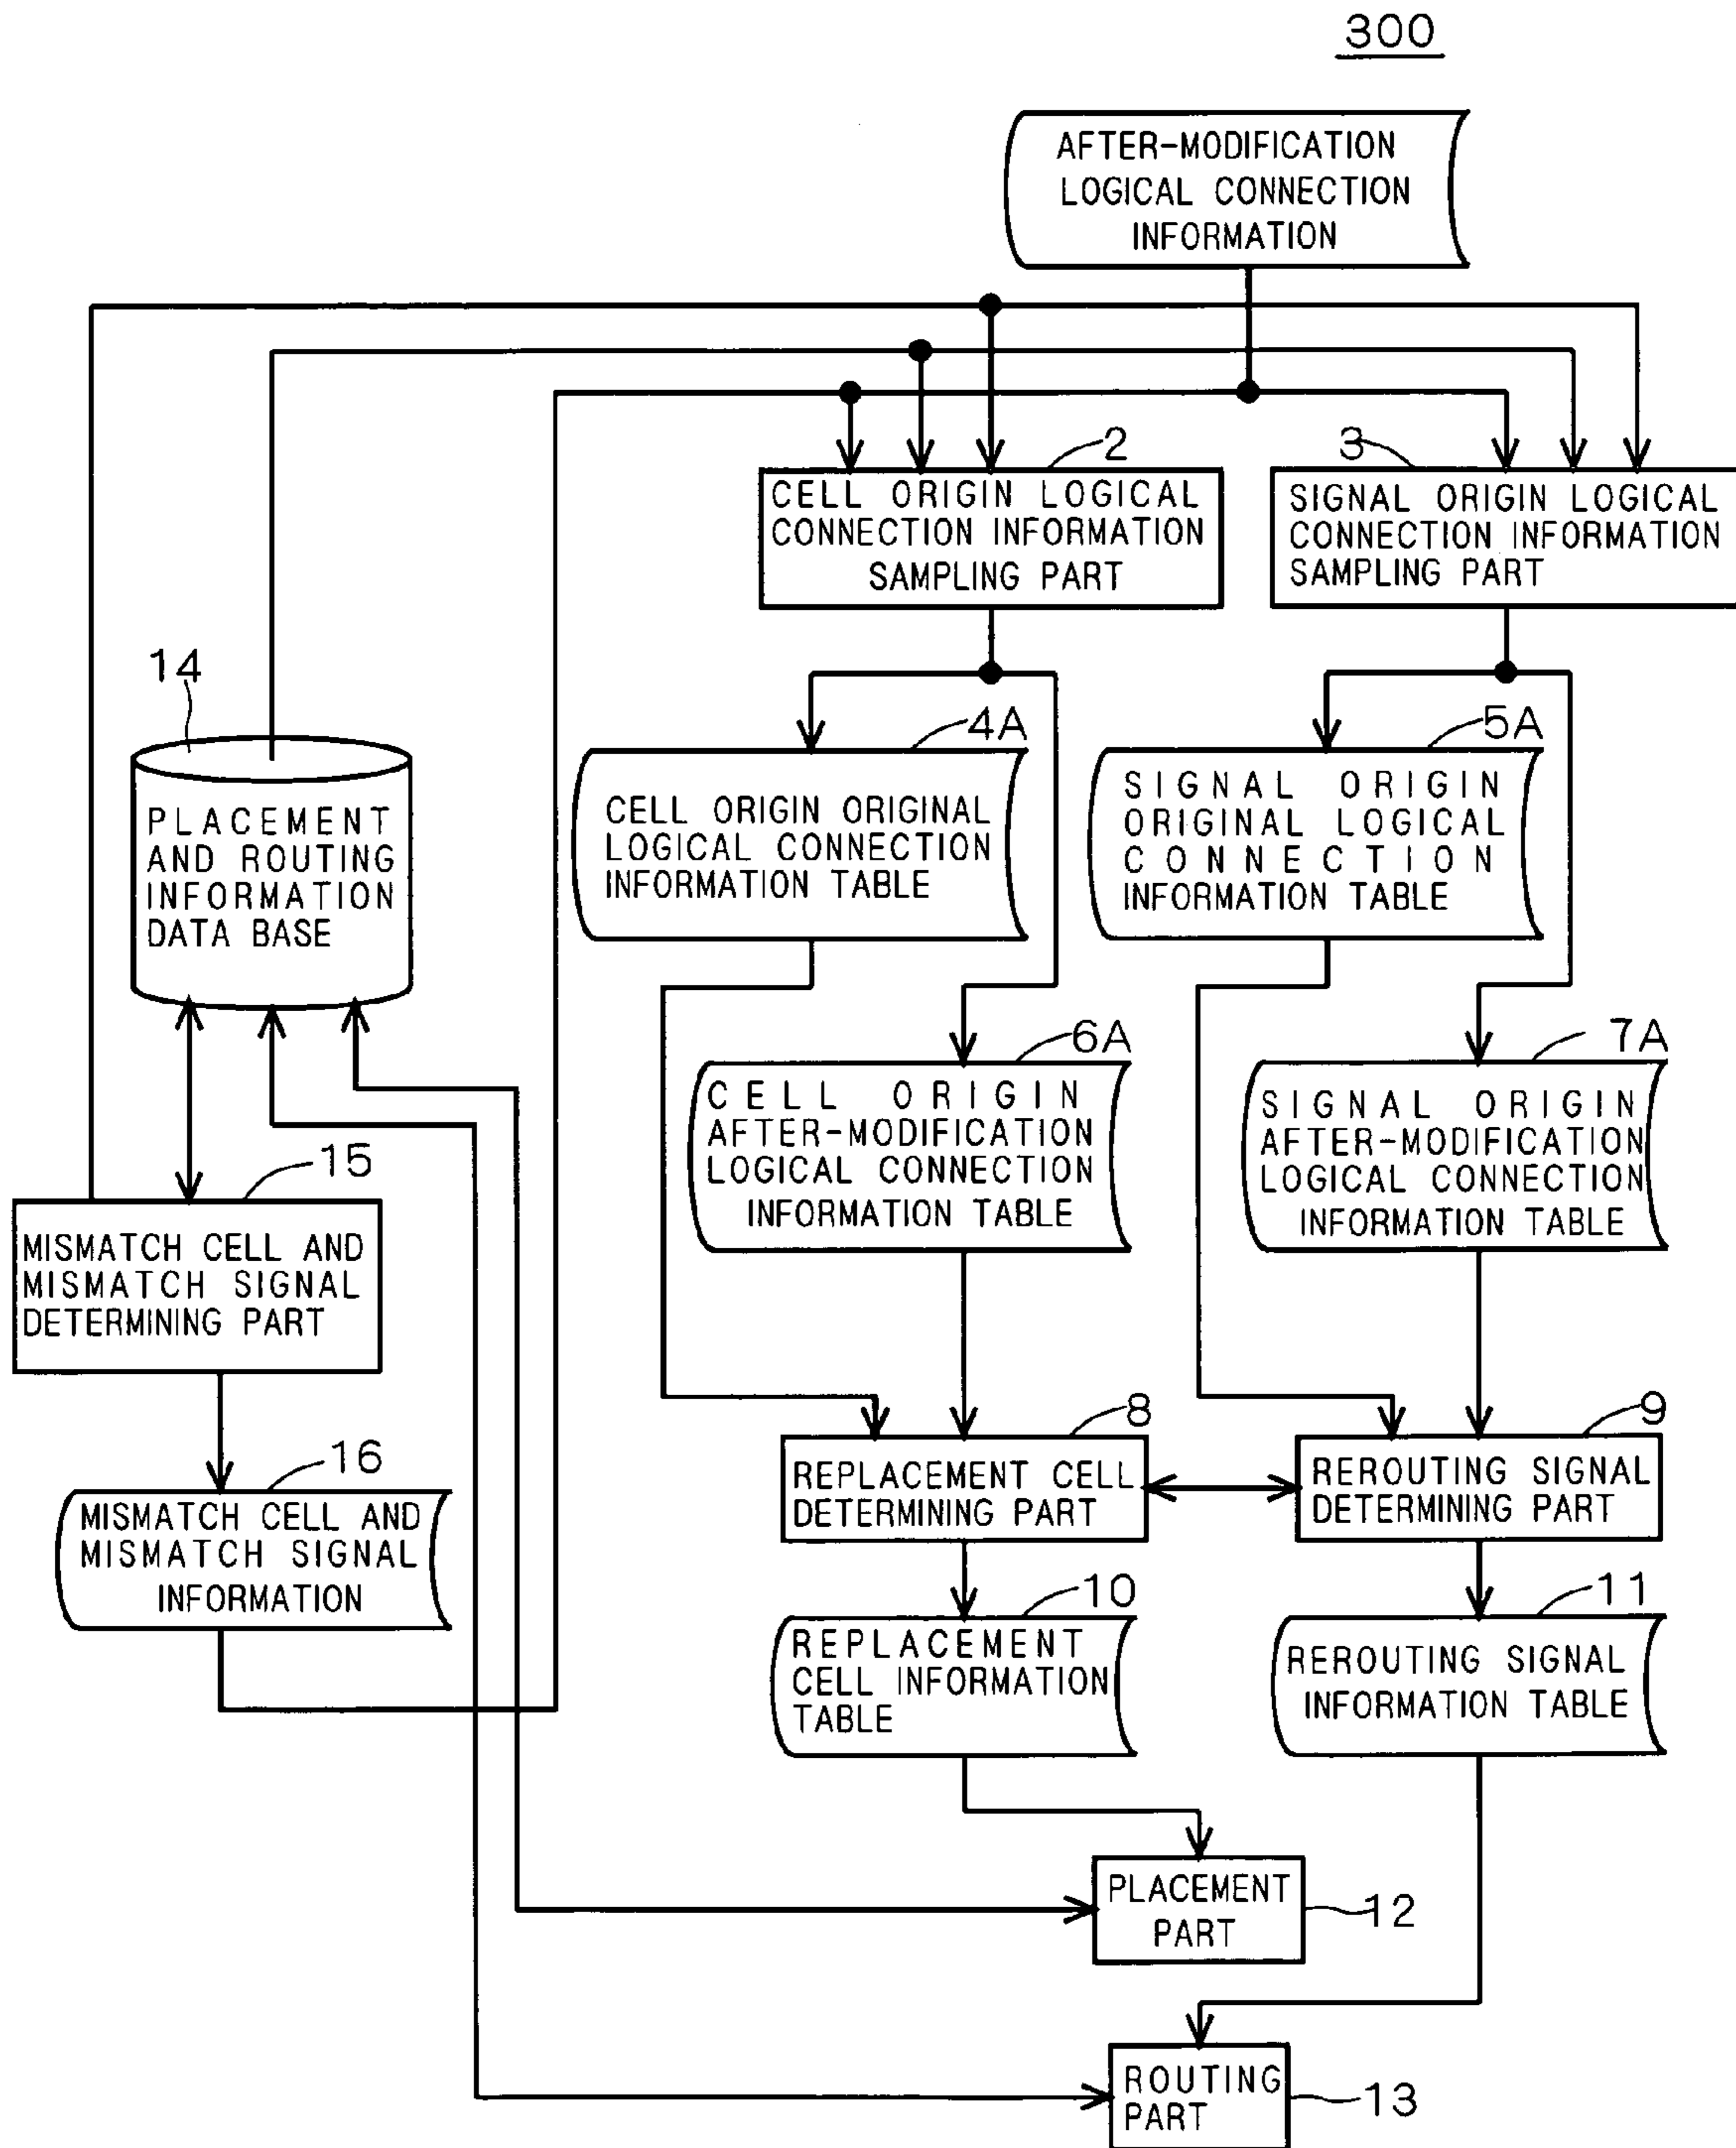 300
AFTER-MODIFICATION
LOGICAL CONNECTION
INFORMATION
2
CELL ORIGIN LOGICAL
CONNECTION INFORMATION
SAMPLING PART
3
SIGNAL ORIGIN LOGICAL
CONNECTION INFORMATION
SAMPLING PART
14
PLACEMENT
AND ROUTING
INFORMATION
DATA BASE
4A
CELL ORIGIN ORIGINAL
LOGICAL CONNECTION
INFORMATION TABLE
5A
SIGNAL ORIGIN
ORIGINAL LOGICAL
CONNECTION
INFORMATION TABLE
6A
CELL ORIGIN
AFTER-MODIFICATION
LOGICAL CONNECTION
INFORMATION TABLE
7A
SIGNAL ORIGIN
AFTER-MODIFICATION
LOGICAL CONNECTION
INFORMATION TABLE
15
MISMATCH CELL AND
MISMATCH SIGNAL
DETERMINING PART
8
REPLACEMENT CELL
DETERMINING PART
9
REROUTING SIGNAL
DETERMINING PART
16
MISMATCH CELL AND
MISMATCH SIGNAL
INFORMATION
10
REPLACEMENT
CELL INFORMATION
TABLE
11
REROUTING SIGNAL
INFORMATION TABLE
PLACEMENT
PART
12
ROUTING
PART
13